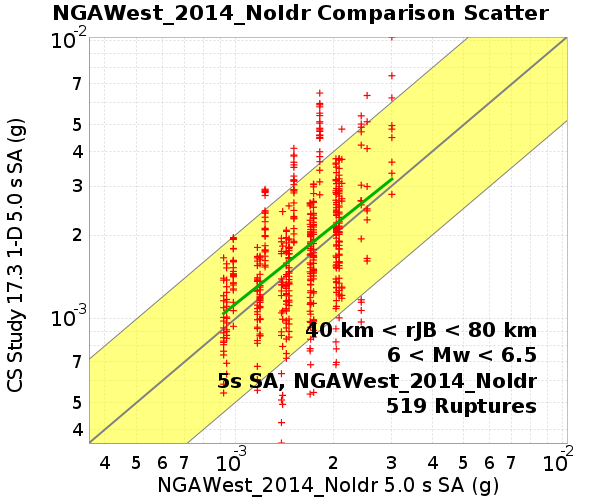 NGAWest_2014_NoIdr Comparison Scatter
CS Study 17.3 1-D 5.0 s SA (g)
10⁻²
7
5
4
3
2
10⁻³
7
5
4
40 km < rJB < 80 km
6 < Mw < 6.5
5s SA, NGAWest_2014_NoIdr
519 Ruptures
4 5 6 7 10⁻³ 2 3 4 5 6 7 10⁻²
NGAWest_2014_NoIdr 5.0 s SA (g)